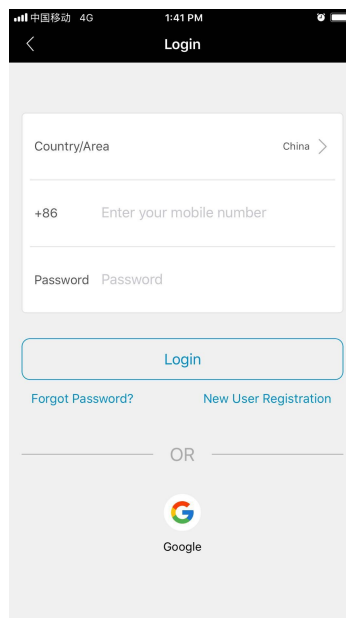 中国移动 4G 1:41 PM
Login
Country/Area China
+86 Enter your mobile number
Password Password
Login
Forgot Password? New User Registration
OR
G
Google